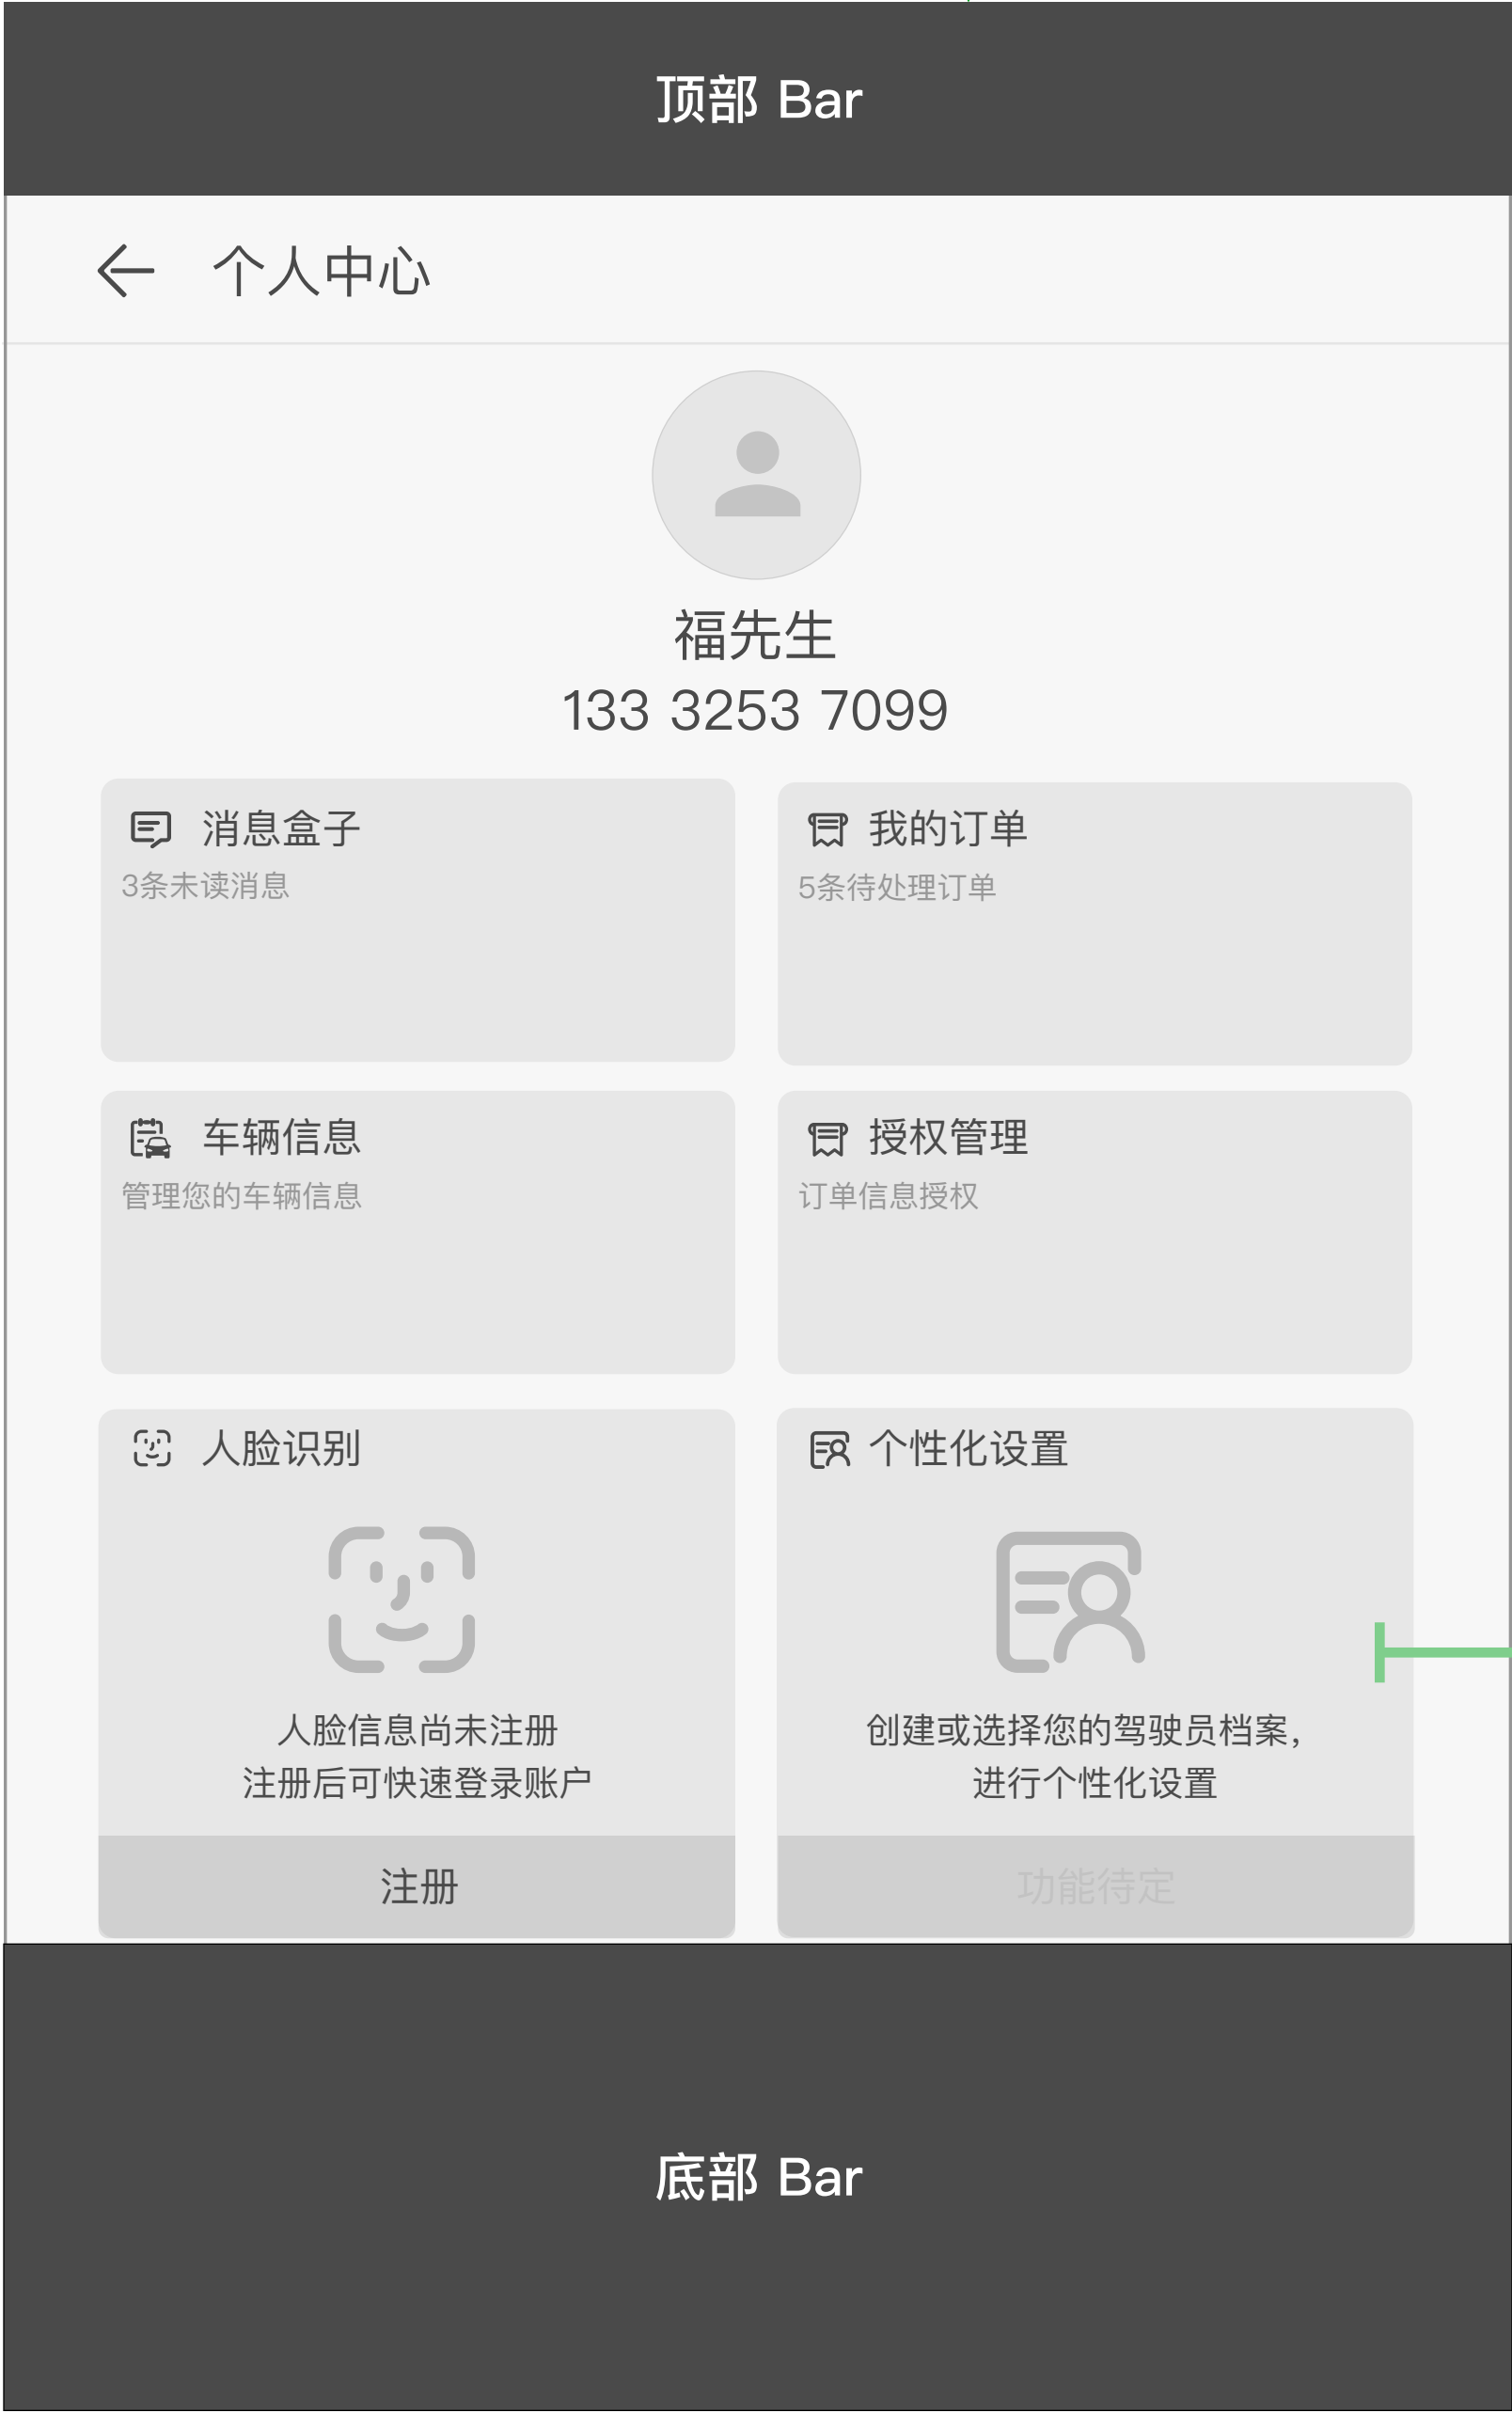 顶部 Bar
个人中心
福先生
133 3253 7099
消息盒子
3条未读消息
我的订单
5条待处理订单
车辆信息
管理您的车辆信息
授权管理
订单信息授权
人脸识别
人脸信息尚未注册
注册后可快速登录账户
注册
个性化设置
创建或选择您的驾驶员档案，
进行个性化设置
功能待定
底部 Bar